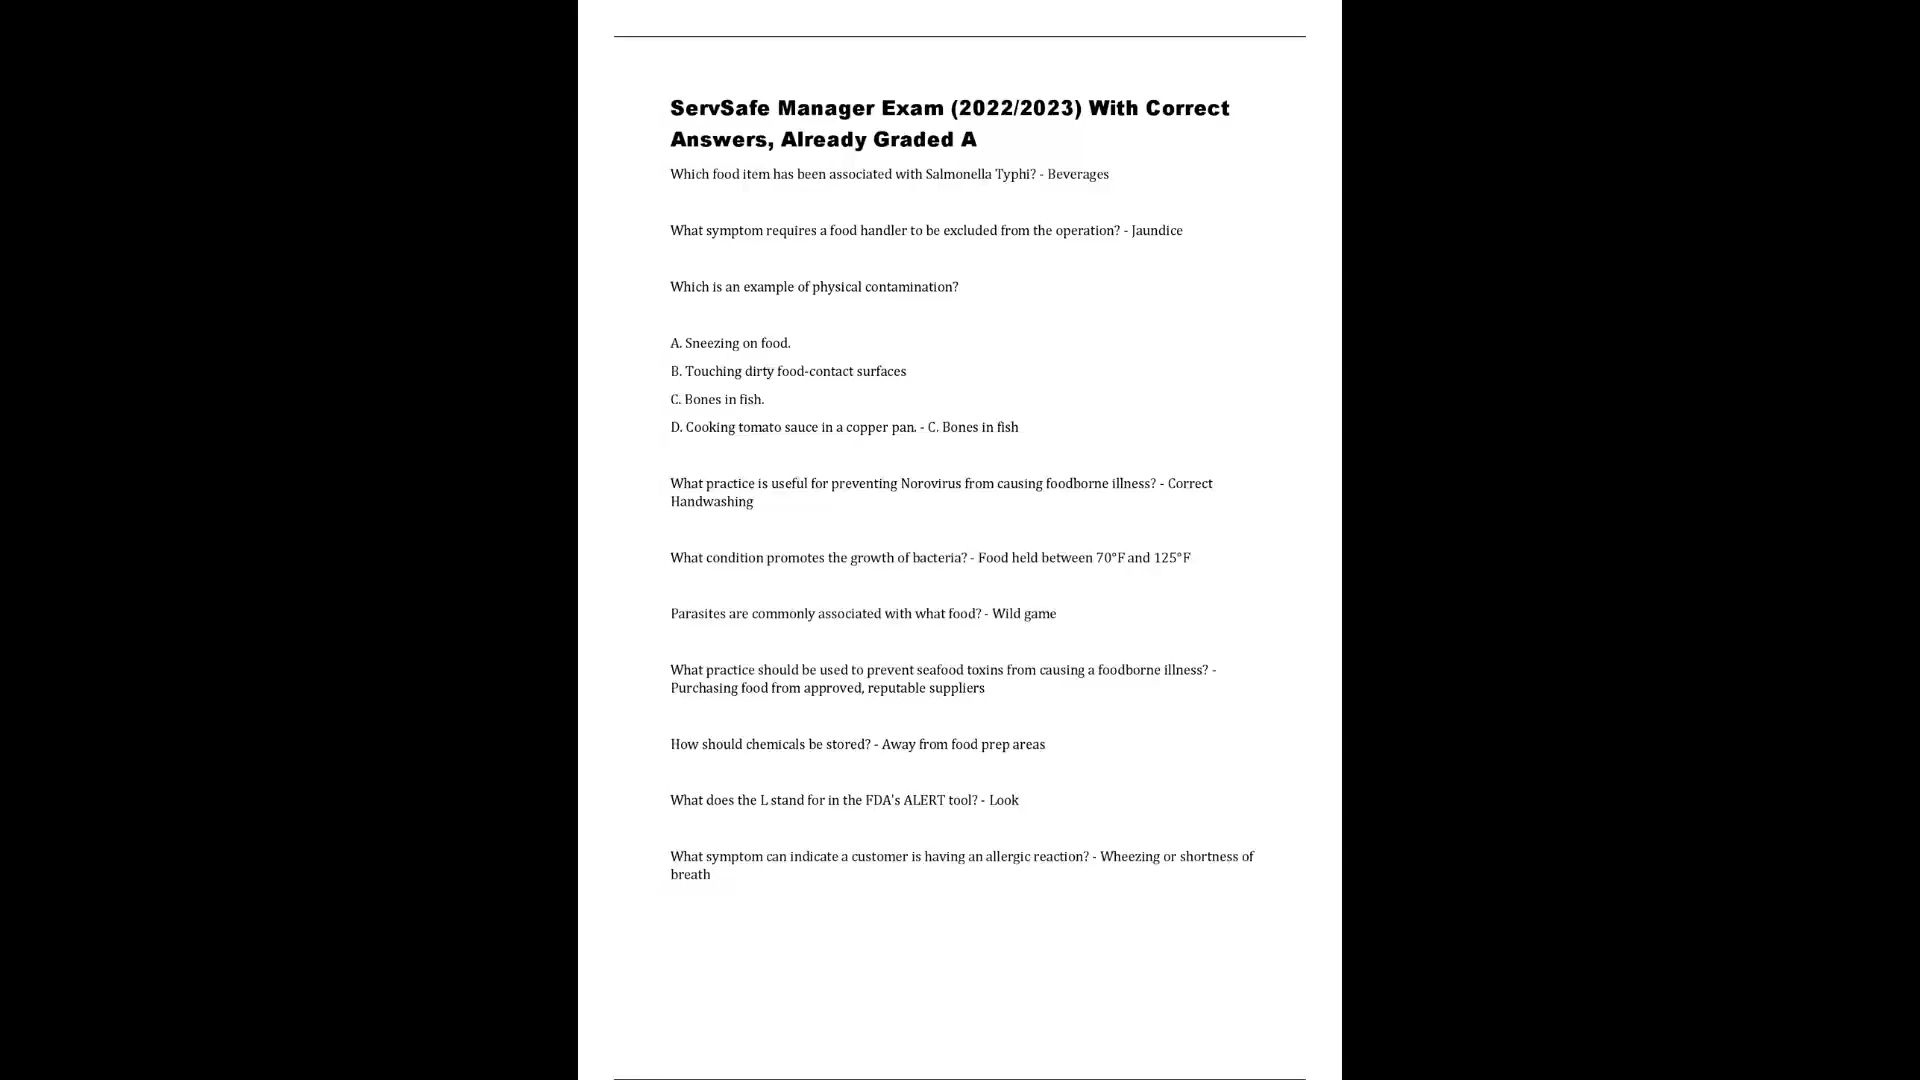 ServSafe Manager Exam (2022/2023) With Correct
Answers, Already Graded A
Which food item has been associated with Salmonella Typhi? - Beverages
What symptom requires a food handler to be excluded from the operation? - Jaundice
Which is an example of physical contamination?
A. Sneezing on food.
B. Touching dirty food-contact surfaces
C. Bones in fish.
D. Cooking tomato sauce in a copper pan. - C. Bones in fish
What practice is useful for preventing Norovirus from causing foodborne illness? - Correct
Handwashing
What condition promotes the growth of bacteria? - Food held between 70°F and 125°F
Parasites are commonly associated with what food? - Wild game
What practice should be used to prevent seafood toxins from causing a foodborne illness? -
Purchasing food from approved, reputable suppliers
How should chemicals be stored? - Away from food prep areas
What does the L stand for in the FDA's ALERT tool? - Look
What symptom can indicate a customer is having an allergic reaction? - Wheezing or shortness of
breath